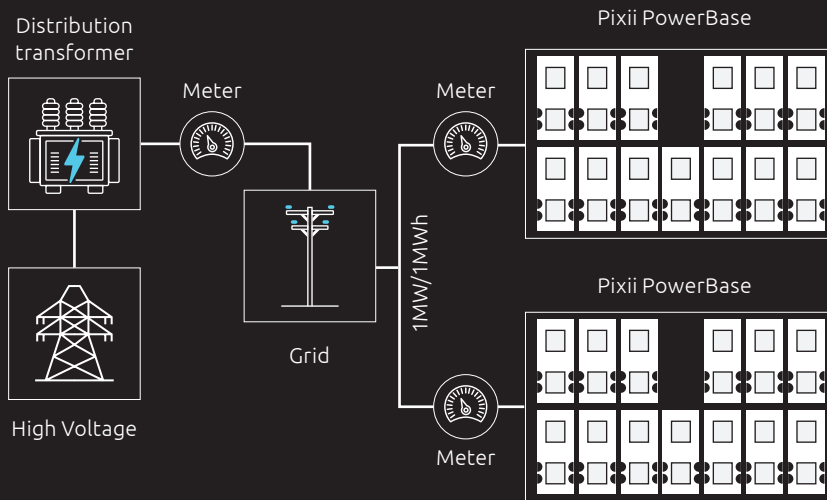 Distribution
transformer
Meter
Meter
Pixii PowerBase
1MW/1MWh
Grid
High Voltage
Pixii PowerBase
Meter